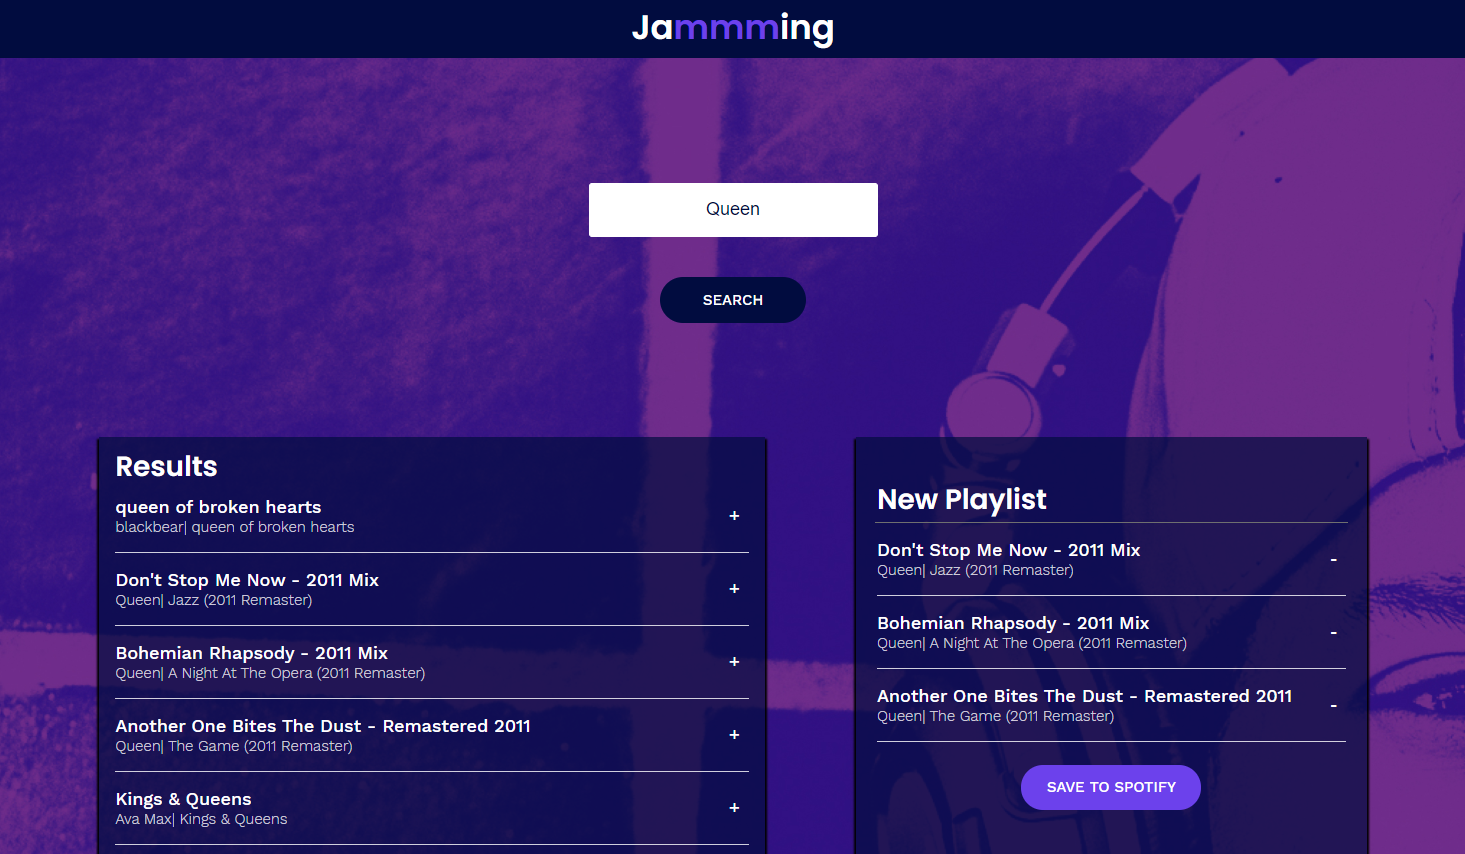 Jammming
Queen
SEARCH
Results
queen of broken hearts
blackbear| queen of broken hearts
+
Don't Stop Me Now - 2011 Mix
Queen| Jazz (2011 Remaster)
+
Bohemian Rhapsody - 2011 Mix
Queen| A Night At The Opera (2011 Remaster)
+
Another One Bites The Dust - Remastered 2011
Queen| The Game (2011 Remaster)
+
Kings & Queens
Ava Max| Kings & Queens
+
New Playlist
Don't Stop Me Now - 2011 Mix
Queen| Jazz (2011 Remaster)
-
Bohemian Rhapsody - 2011 Mix
Queen| A Night At The Opera (2011 Remaster)
-
Another One Bites The Dust - Remastered 2011
Queen| The Game (2011 Remaster)
-
SAVE TO SPOTIFY